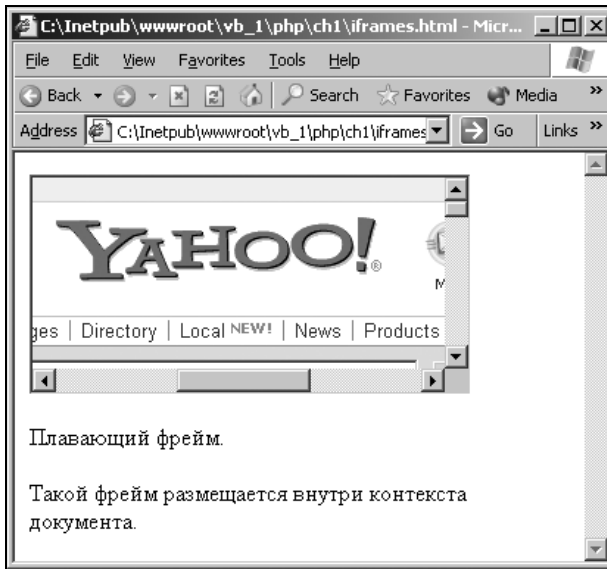 C:\Inetpub\wwwroot\vb_1\php\ch1\iframes.html - Micr...
File Edit View Favorites Tools Help
Back Search Favorites Media »
Address C:\Inetpub\wwwroot\vb_1\php\ch1\iframes Go Links »
YAHOO!®
M
ges | Directory | Local NEW! | News | Products
Плавающий фрейм.
Такой фрейм размещается внутри контекста
документа.